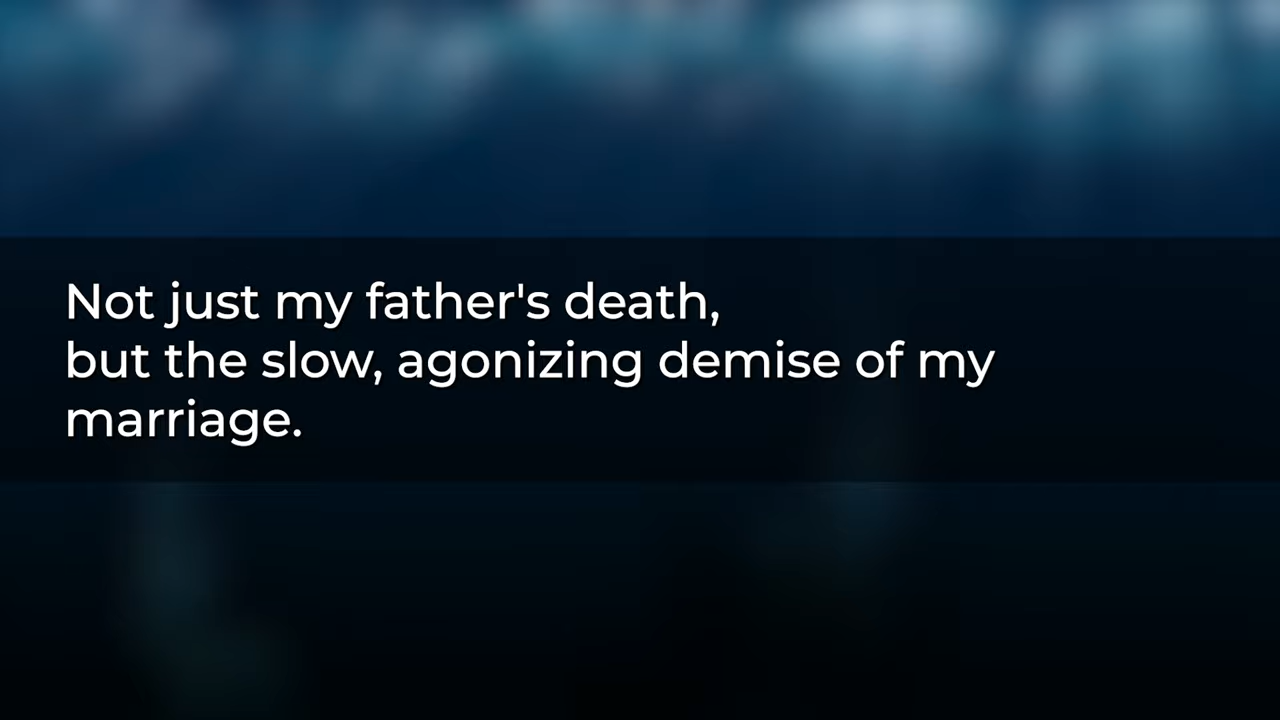 Not just my father's death,
but the slow, agonizing demise of my
marriage.